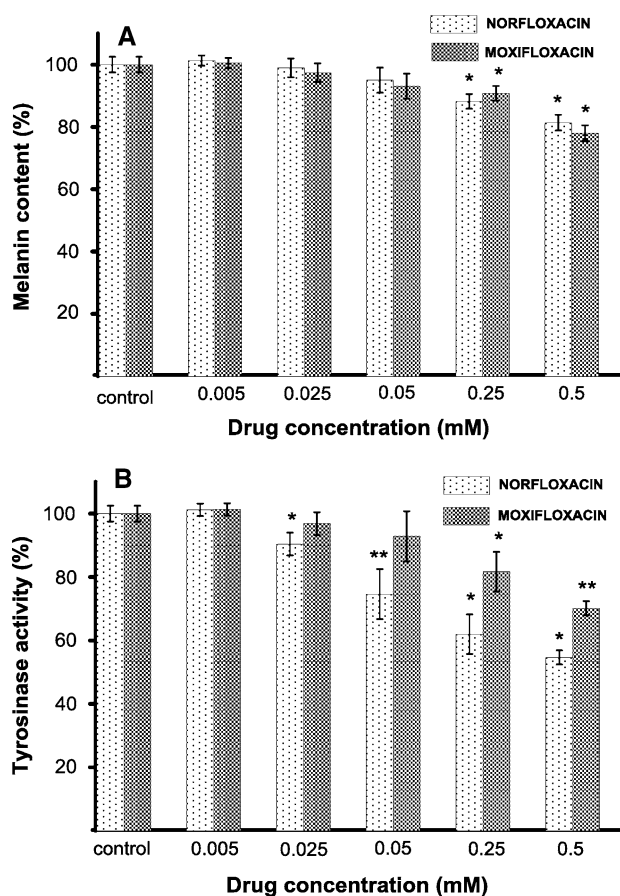 A
NORFLOXACIN
MOXIFLOXACIN
Melanin content (%)
100
80
60
40
20
* * * *
control 0.005 0.025 0.05 0.25 0.5
Drug concentration (mM)
B
NORFLOXACIN
MOXIFLOXACIN
Tyrosinase activity (%)
100
80
60
40
20
* ** * * * **
control 0.005 0.025 0.05 0.25 0.5
Drug concentration (mM)